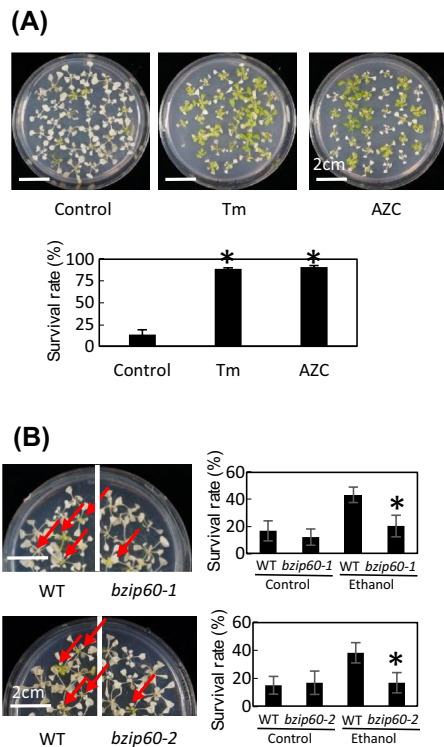 (A)
2cm
Control Tm AZC
Survival rate (%)
100
75
50
25
0
* *
Control Tm AZC
(B)
WT bzip60-1
Survival rate (%)
60
40
20
0
*
WT bzip60-1 WT bzip60-1
Control Ethanol
2cm
WT bzip60-2
Survival rate (%)
60
40
20
0
*
WT bzip60-2 WT bzip60-2
Control Ethanol